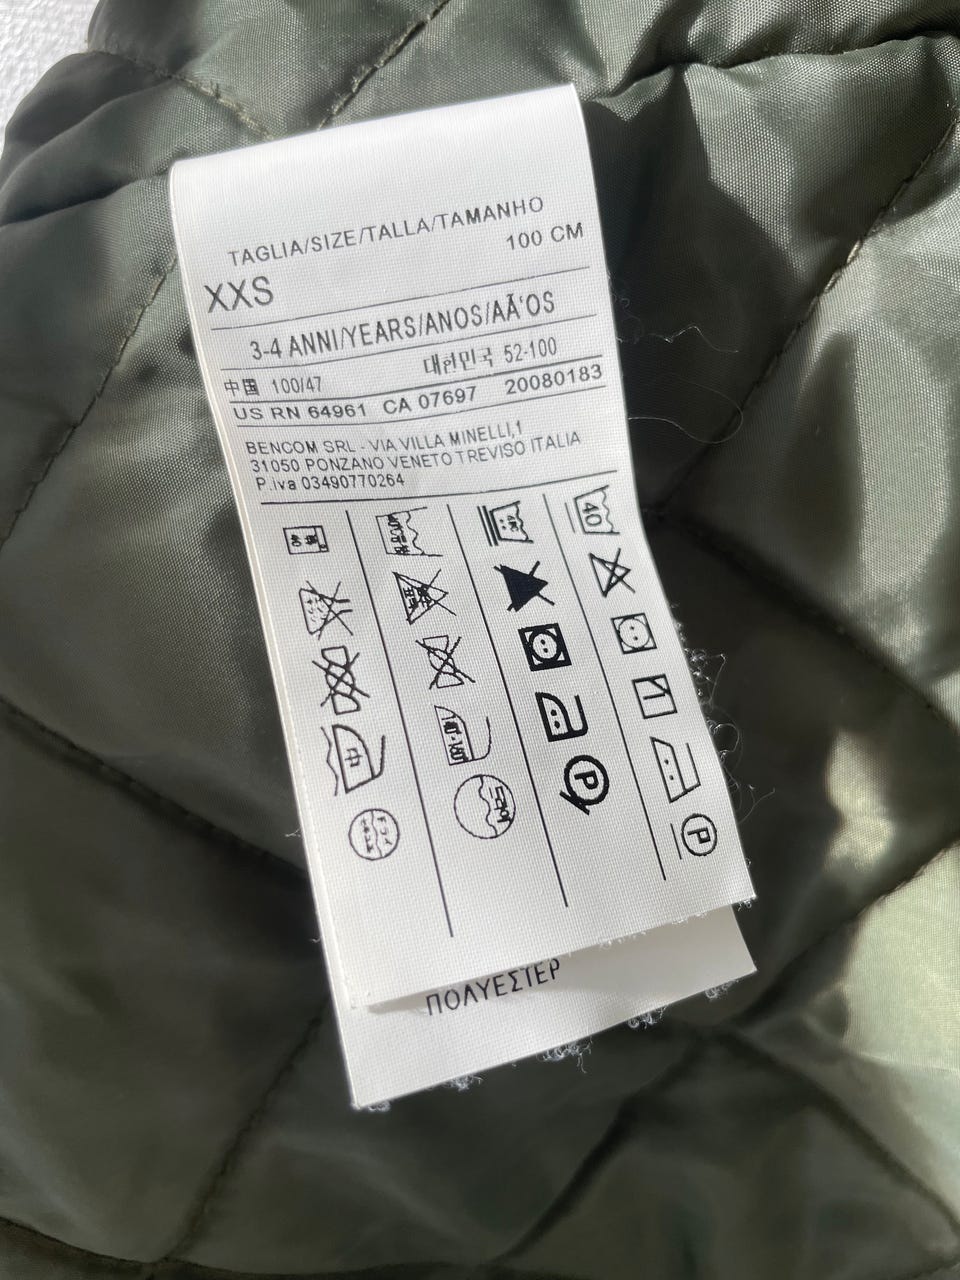 TAGLIA/SIZE/TALLA/TAMANHO
XXS 100 CM
3-4 ANNI/YEARS/ANOS/AÃ'OS
中国 100/47 대한민국 52-100
US RN 64961 CA 07697 20080183
BENCOM SRL - VIA VILLA MINELLI,1
31050 PONZANO VENETO TREVISO ITALIA
P.iva 03490770264
40
40
P
P
中
ΠΟΛΥΕΣΤΕΡ